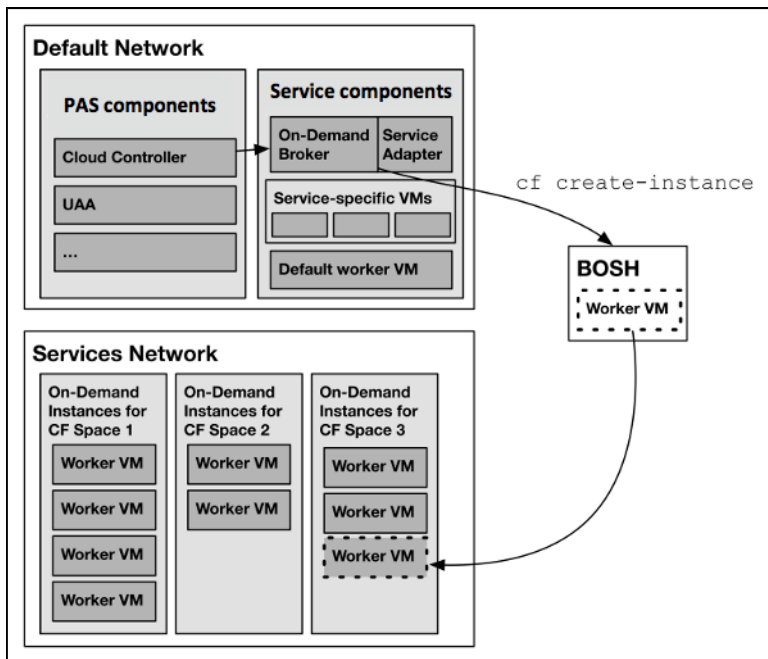 Default Network
PAS components
Cloud Controller
UAA
...
Service components
On-Demand
Broker
Service
Adapter
Service-specific VMs
Default worker VM
cf create-instance
BOSH
Worker VM
Services Network
On-Demand
Instances for
CF Space 1
Worker VM
Worker VM
Worker VM
Worker VM
On-Demand
Instances for
CF Space 2
Worker VM
Worker VM
On-Demand
Instances for
CF Space 3
Worker VM
Worker VM
Worker VM